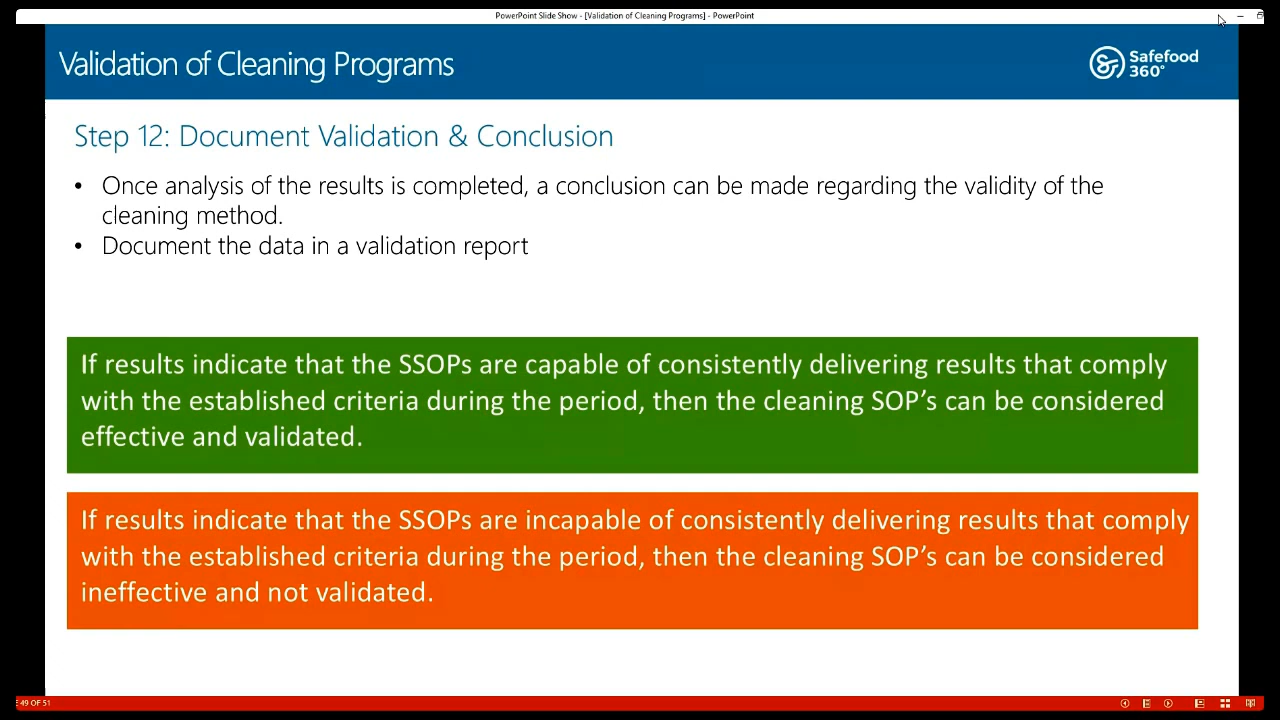 PowerPoint Slide Show - [Validation of Cleaning Programs] - PowerPoint
Validation of Cleaning Programs
Safefood
360°
Step 12: Document Validation & Conclusion
• Once analysis of the results is completed, a conclusion can be made regarding the validity of the
cleaning method.
• Document the data in a validation report
If results indicate that the SSOPs are capable of consistently delivering results that comply
with the established criteria during the period, then the cleaning SOP’s can be considered
effective and validated.
If results indicate that the SSOPs are incapable of consistently delivering results that comply
with the established criteria during the period, then the cleaning SOP’s can be considered
ineffective and not validated.
E 49 OF 51